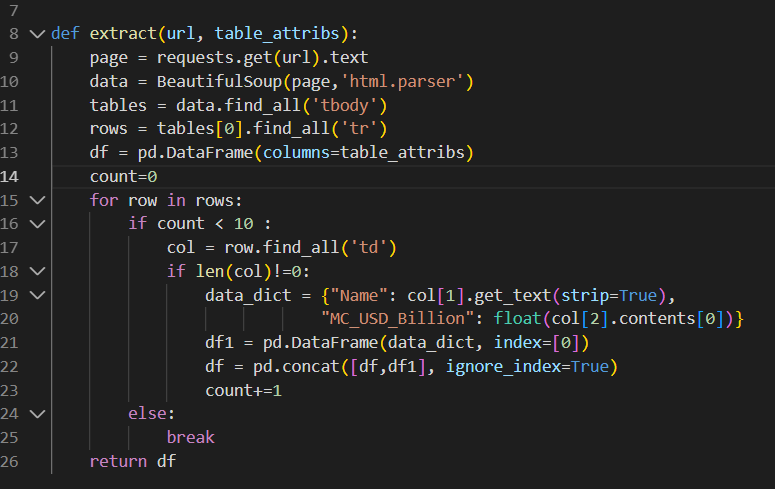 7
8 def extract(url, table_attribs):
9     page = requests.get(url).text
10     data = BeautifulSoup(page,'html.parser')
11     tables = data.find_all('tbody')
12     rows = tables[0].find_all('tr')
13     df = pd.DataFrame(columns=table_attribs)
14     count=0
15     for row in rows:
16         if count < 10 :
17             col = row.find_all('td')
18             if len(col)!=0:
19                 data_dict = {"Name": col[1].get_text(strip=True),
20                             "MC_USD_Billion": float(col[2].contents[0])}
21                 df1 = pd.DataFrame(data_dict, index=[0])
22                 df = pd.concat([df,df1], ignore_index=True)
23                 count+=1
24         else:
25             break
26     return df